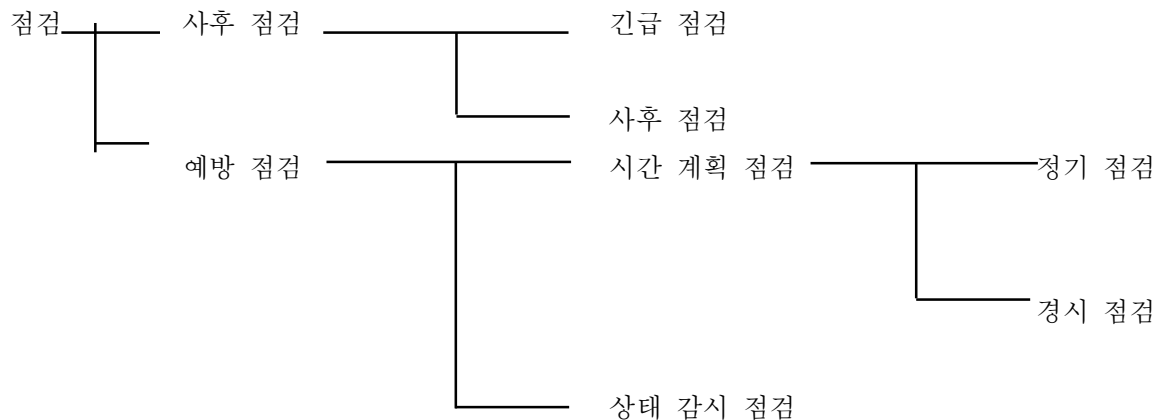 점검 사후 점검 긴급 점검
사후 점검
예방 점검 시간 계획 점검 정기 점검
경시 점검
상태 감시 점검